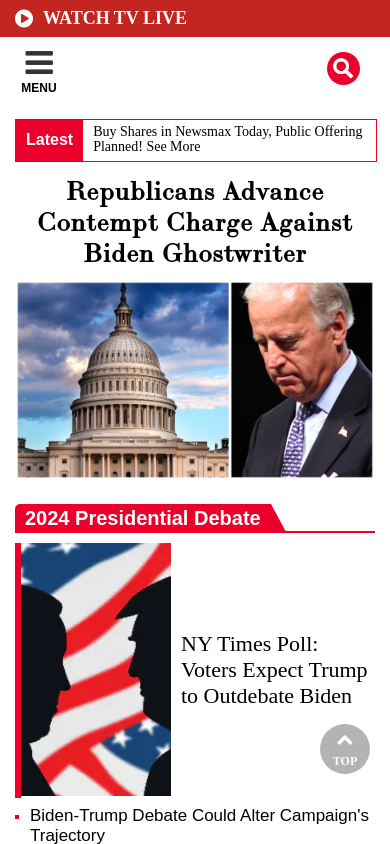 WATCH TV LIVE
MENU
Latest
Buy Shares in Newsmax Today, Public Offering
Planned! See More
Republicans Advance
Contempt Charge Against
Biden Ghostwriter
2024 Presidential Debate
NY Times Poll:
Voters Expect Trump
to Outdebate Biden
TOP
Biden-Trump Debate Could Alter Campaign's
Trajectory